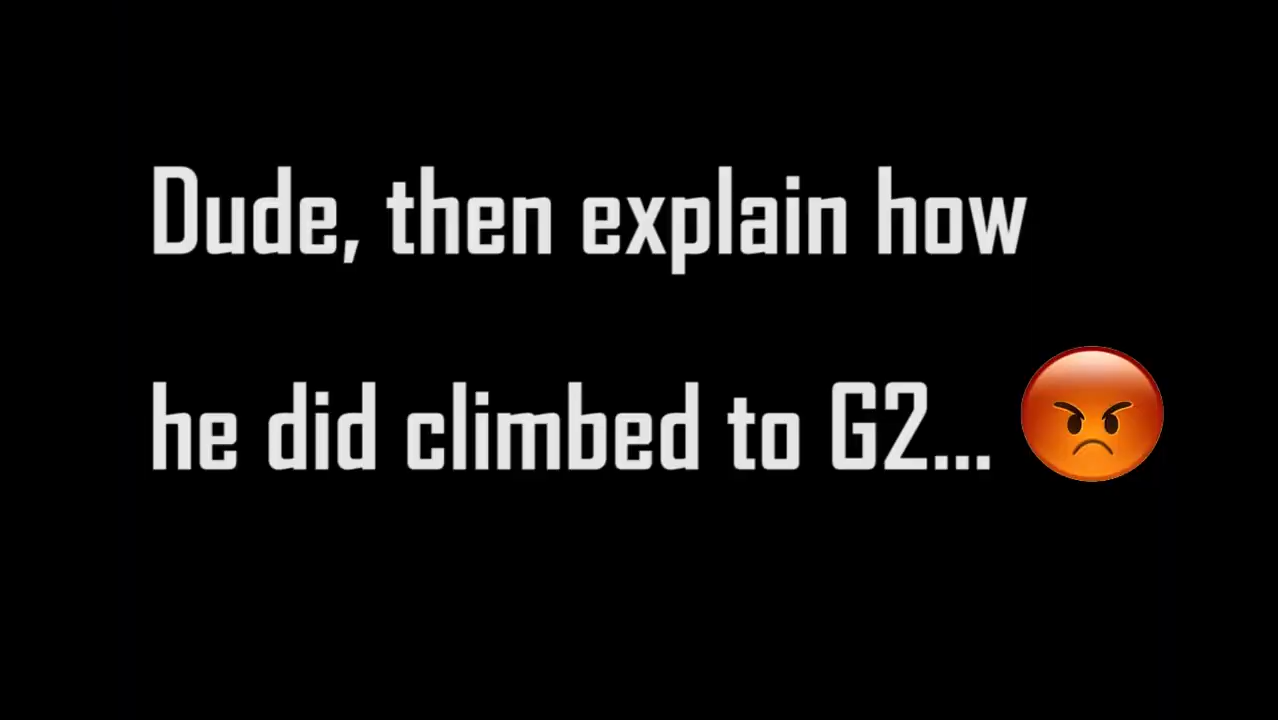 Dude, then explain how
he did climbed to G2... 😡